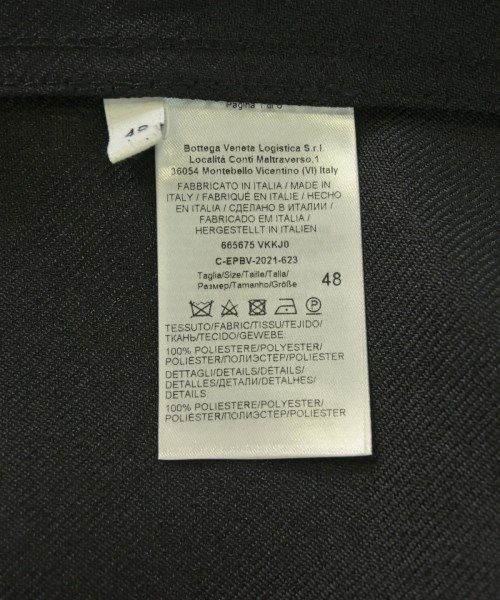 Bottega Veneta Logistica S.r.l.
Località Conti Maltraverso,1
36054 Montebello Vicentino (VI) Italy
FABBRICATO IN ITALIA / MADE IN
ITALY / FABRIQUÉ EN ITALIE / HECHO
EN ITALIA / СДЕЛАНО В ИТАЛИИ /
FABRICADO EM ITÁLIA /
HERGESTELLT IN ITALIEN
665675 VKKJ0
C-EPBV-2021-623
Taglia/Size/Taille/Talla/
Размер/Tamanho/Größe 48
P
TESSUTO/FABRIC/TISSU/TEJIDO/
ТКАНЬ/TECIDO/GEWEBE
100% POLIESTERE/POLYESTER/
POLIESTER/ПОЛИЭСТЕР/POLIESTER
DETTAGLI/DETAILS/DÉTAILS/
DETALLES/ДЕТАЛИ/DETALHES/
DETAILS
100% POLIESTERE/POLYESTER/
POLIESTER/ПОЛИЭСТЕР/POLIESTER